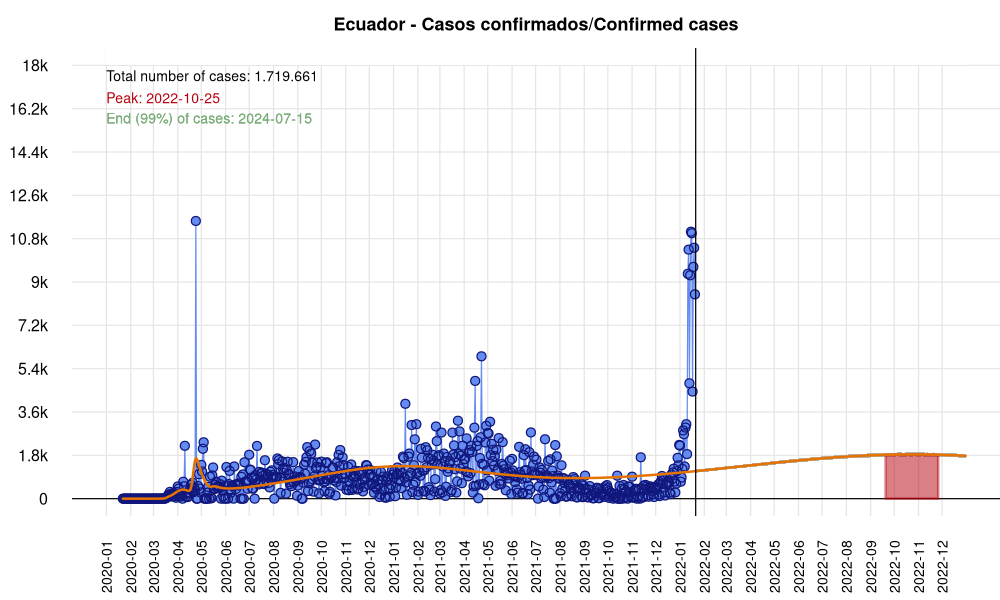 Ecuador - Casos confirmados/Confirmed cases
18k
16.2k
14.4k
12.6k
10.8k
9k
7.2k
5.4k
3.6k
1.8k
0
Total number of cases: 1.719.661
Peak: 2022-10-25
End (99%) of cases: 2024-07-15
2020-01
2020-02
2020-03
2020-04
2020-05
2020-06
2020-07
2020-08
2020-09
2020-10
2020-11
2020-12
2021-01
2021-02
2021-03
2021-04
2021-05
2021-06
2021-07
2021-08
2021-09
2021-10
2021-11
2021-12
2022-01
2022-02
2022-03
2022-04
2022-05
2022-06
2022-07
2022-08
2022-09
2022-10
2022-11
2022-12